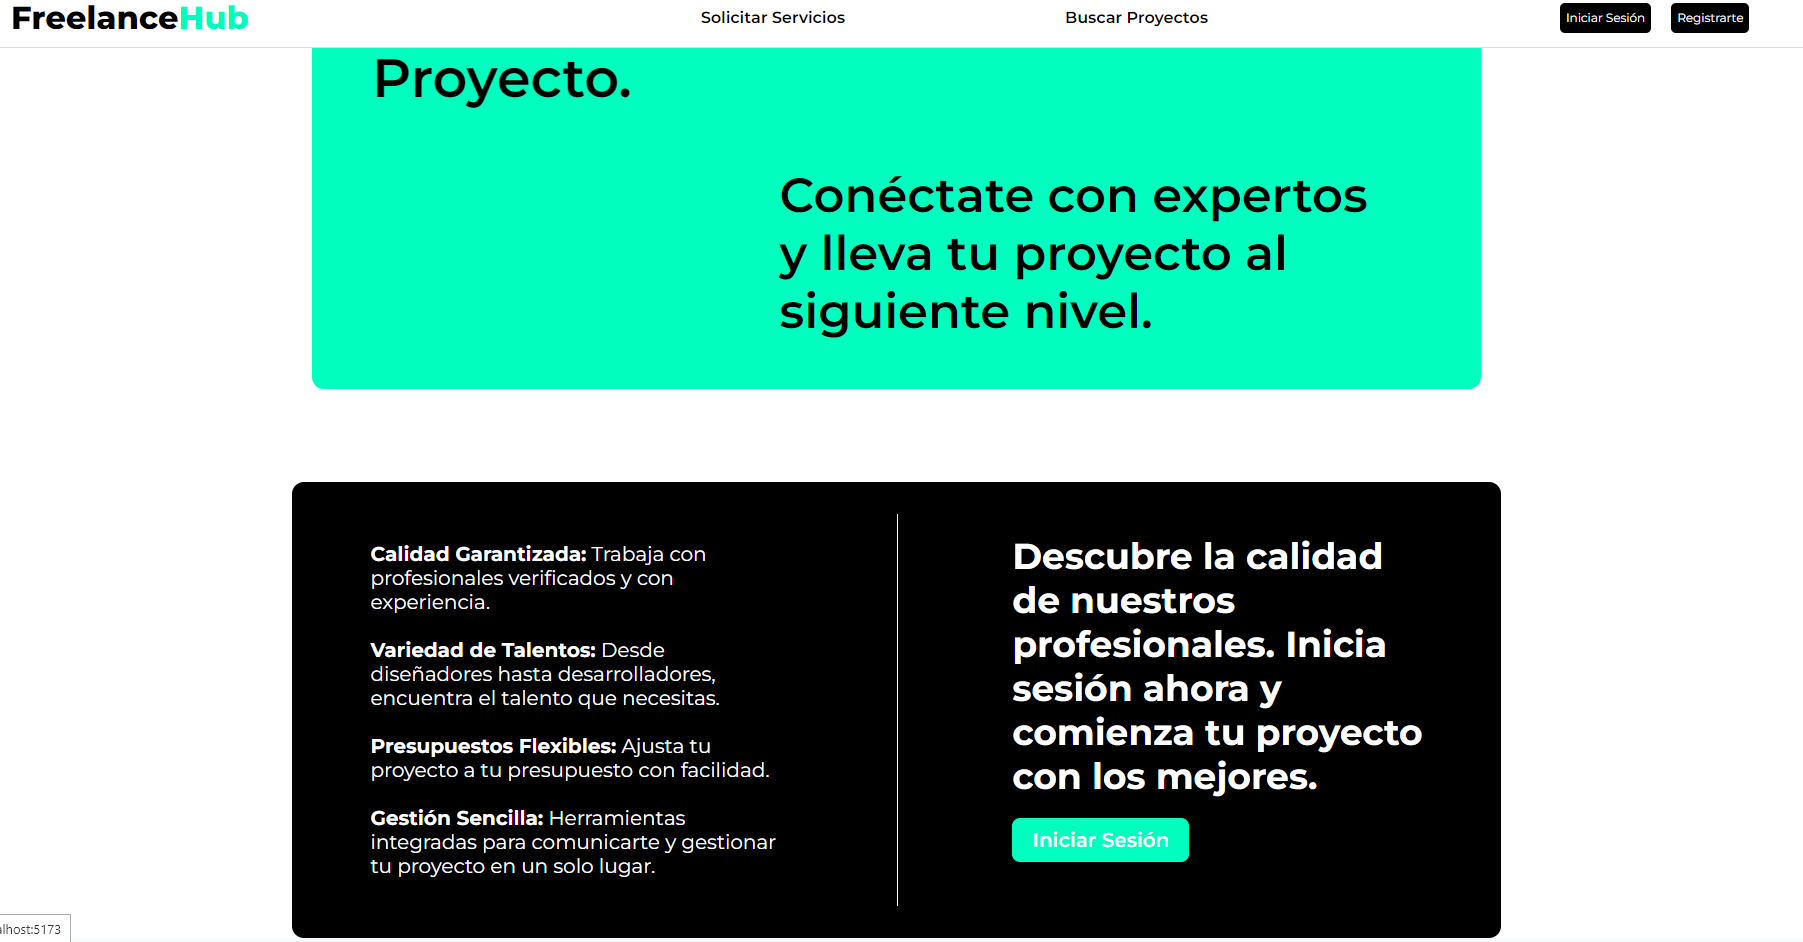 FreelanceHub
Solicitar Servicios
Buscar Proyectos
Iniciar Sesión
Registrarte
Proyecto.
Conéctate con expertos
y lleva tu proyecto al
siguiente nivel.
Calidad Garantizada: Trabaja con
profesionales verificados y con
experiencia.
Variedad de Talentos: Desde
diseñadores hasta desarrolladores,
encuentra el talento que necesitas.
Presupuestos Flexibles: Ajusta tu
proyecto a tu presupuesto con facilidad.
Gestión Sencilla: Herramientas
integradas para comunicarte y gestionar
tu proyecto en un solo lugar.
Descubre la calidad
de nuestros
profesionales. Inicia
sesión ahora y
comienza tu proyecto
con los mejores.
Iniciar Sesión
alhost:5173